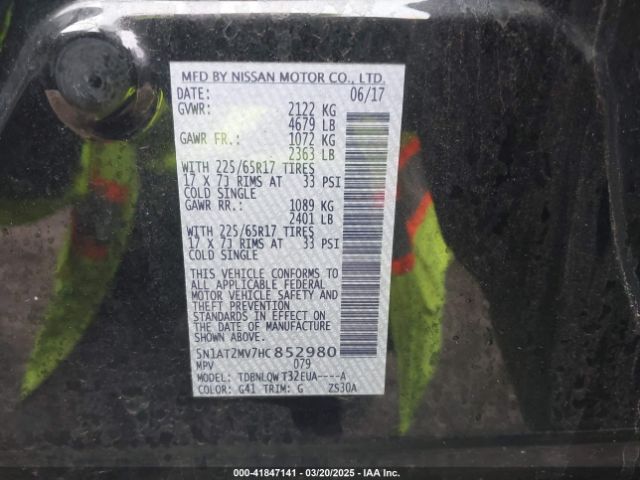 MFD BY NISSAN MOTOR CO., LTD.
DATE: 06/17
GVWR: 2122 KG
4679 LB
GAWR FR.: 1072 KG
2363 LB
WITH 225/65R17 TIRES
17 X 7J RIMS AT 33 PSI
COLD SINGLE
GAWR RR.: 1089 KG
2401 LB
WITH 225/65R17 TIRES
17 X 7J RIMS AT 33 PSI
COLD SINGLE
THIS VEHICLE CONFORMS TO
ALL APPLICABLE FEDERAL
MOTOR VEHICLE SAFETY AND
THEFT PREVENTION
STANDARDS IN EFFECT ON
THE DATE OF MANUFACTURE
SHOWN ABOVE.
5N1AT2MV7HC852980
MPV 079
MODEL: TDBNLQWT32EUA----A
COLOR: G41 TRIM: G ZS30A
000-41847141 | 03/20/2025 | IAA Inc.